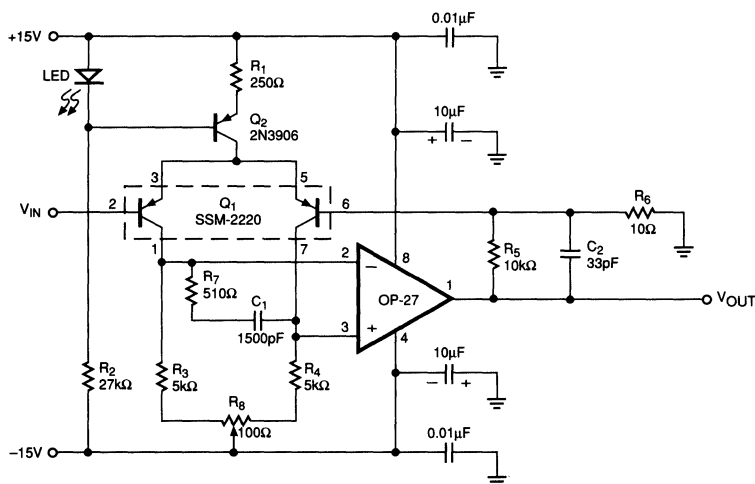 0.01µF
+15V
LED
R1
250Ω
Q2
2N3906
10µF
+ −
3
5
2
Q1
SSM-2220
6
VIN
R6
10Ω
1
7
R7
510Ω
C1
1500pF
2
−
8
OP-27
1
3
+
4
R5
10kΩ
C2
33pF
VOUT
R2
27kΩ
R3
5kΩ
R4
5kΩ
R8
100Ω
10µF
− +
−15V
0.01µF